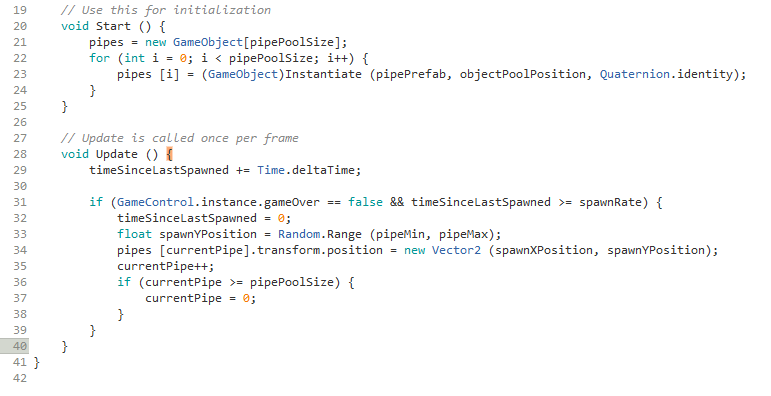 19 // Use this for initialization
20 void Start () {
21 pipes = new GameObject[pipePoolSize];
22 for (int i = 0; i < pipePoolSize; i++) {
23 pipes [i] = (GameObject)Instantiate (pipePrefab, objectPoolPosition, Quaternion.identity);
24 }
25 }
26
27 // Update is called once per frame
28 void Update () {
29 timeSinceLastSpawned += Time.deltaTime;
30
31 if (GameControl.instance.gameOver == false && timeSinceLastSpawned >= spawnRate) {
32 timeSinceLastSpawned = 0;
33 float spawnYPosition = Random.Range (pipeMin, pipeMax);
34 pipes [currentPipe].transform.position = new Vector2 (spawnXPosition, spawnYPosition);
35 currentPipe++;
36 if (currentPipe >= pipePoolSize) {
37 currentPipe = 0;
38 }
39 }
40 }
41 }
42